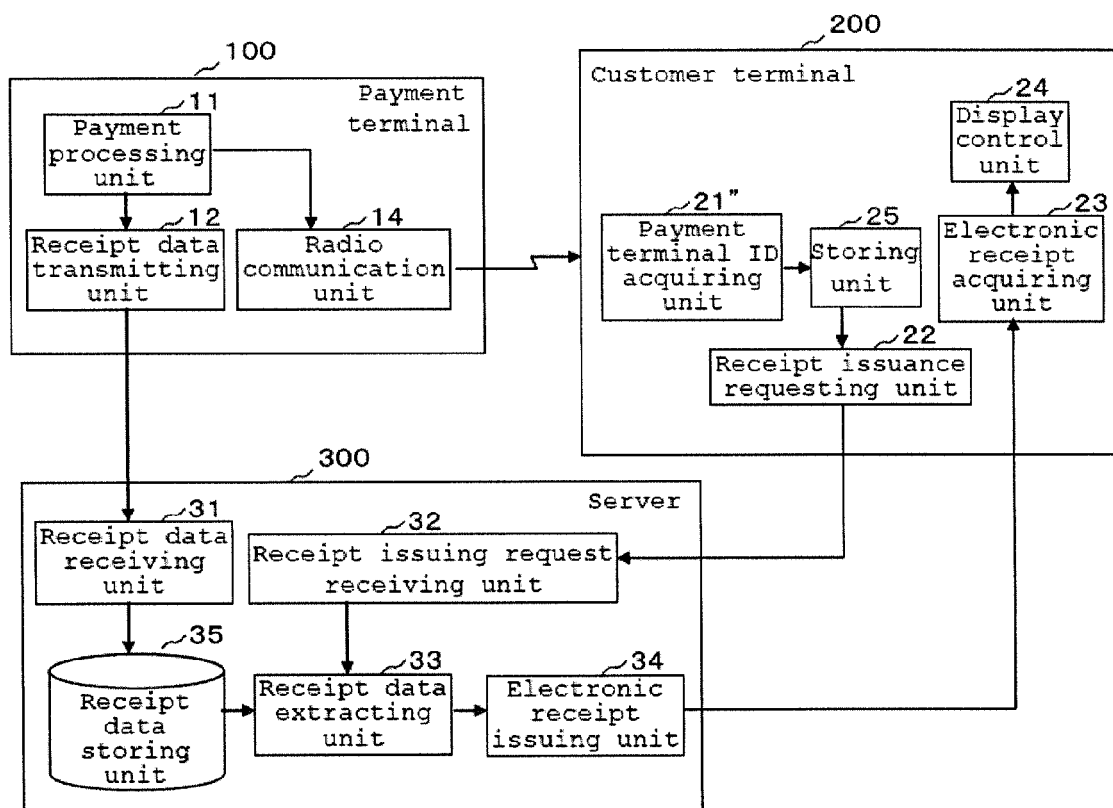 100
Payment
terminal
11
Payment
processing
unit
12
Receipt data
transmitting
unit
14
Radio
communication
unit
200
Customer terminal
24
Display
control
unit
21"
Payment
terminal ID
acquiring
unit
25
Storing
unit
23
Electronic
receipt
acquiring
unit
22
Receipt issuance
requesting unit
300
Server
31
Receipt data
receiving
unit
32
Receipt issuing request
receiving unit
35
Receipt
data
storing
unit
33
Receipt data
extracting
unit
34
Electronic
receipt
issuing unit